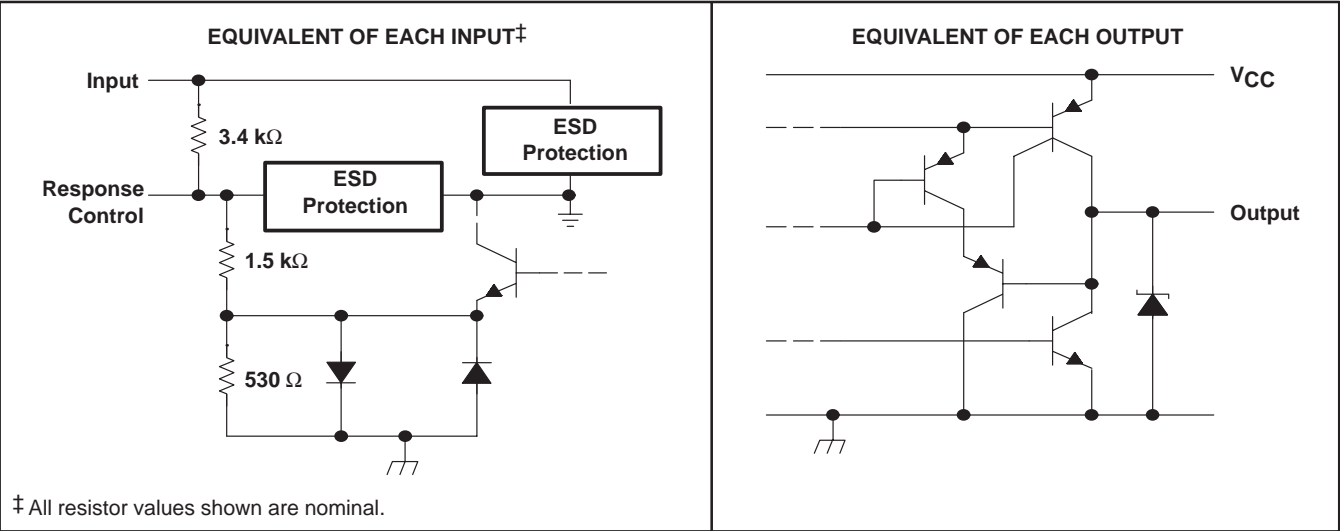 EQUIVALENT OF EACH INPUT‡
Input
3.4 kΩ
ESD
Protection
Response
Control
ESD
Protection
1.5 kΩ
530 Ω
‡ All resistor values shown are nominal.
EQUIVALENT OF EACH OUTPUT
VCC
Output